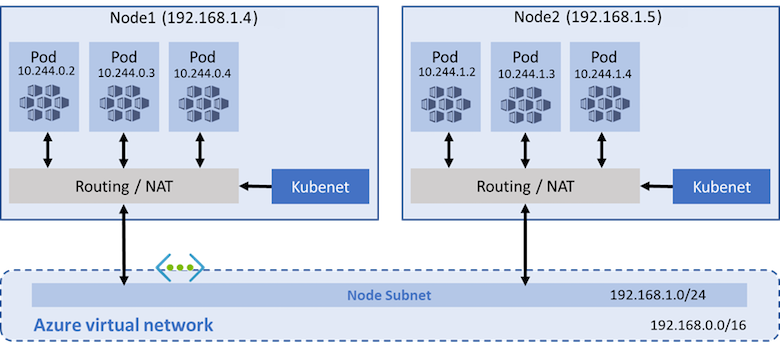 Node1 (192.168.1.4)
Pod
10.244.0.2
Pod
10.244.0.3
Pod
10.244.0.4
Routing / NAT
Kubenet
Node2 (192.168.1.5)
Pod
10.244.1.2
Pod
10.244.1.3
Pod
10.244.1.4
Routing / NAT
Kubenet
Node Subnet
192.168.1.0/24
Azure virtual network
192.168.0.0/16